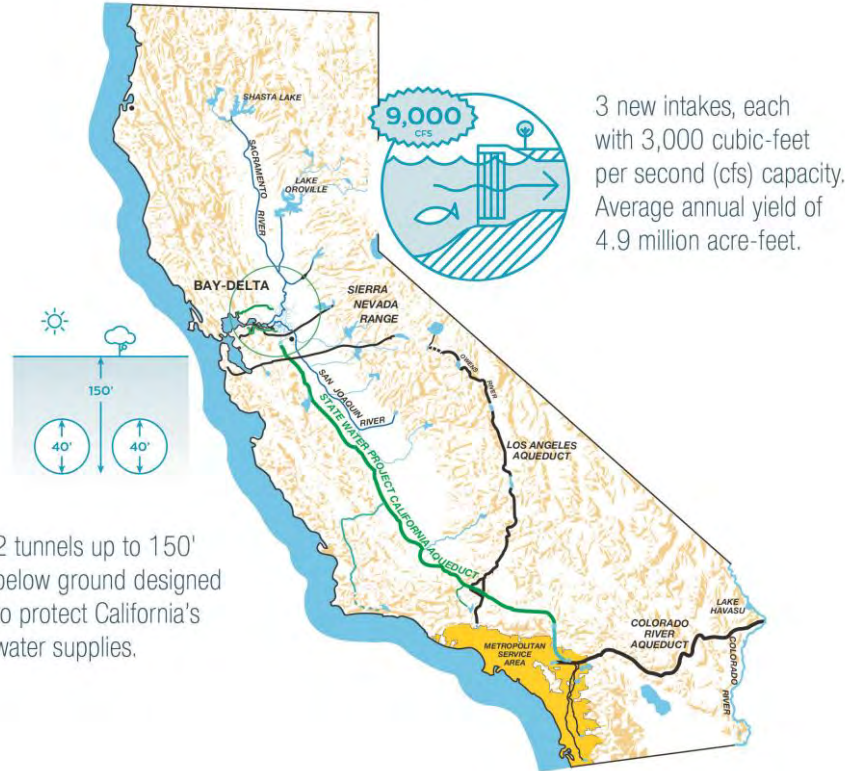 SHASTA LAKE
SACRAMENTO
RIVER
LAKE
OROVILLE
9,000
CFS
3 new intakes, each
with 3,000 cubic-feet
per second (cfs) capacity.
Average annual yield of
4.9 million acre-feet.
BAY-DELTA
SIERRA
NEVADA
RANGE
150'
40'
40'
SAN JOAQUIN
RIVER
OWENS
RIVER
LOS ANGELES
AQUEDUCT
STATE WATER PROJECT CALIFORNIA AQUEDUCT
2 tunnels up to 150'
below ground designed
to protect California's
water supplies.
METROPOLITAN
SERVICE
AREA
COLORADO
RIVER
AQUEDUCT
LAKE
HAVASU
COLORADO
RIVER